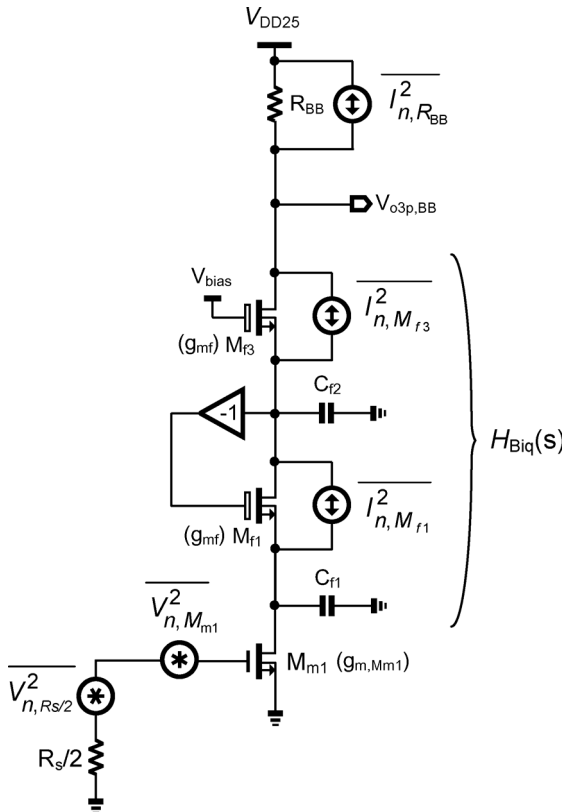 V_DD25
R_BB
I²_n,R_BB
V_o3p,BB
V_bias
(g_mf) M_f3
I²_n,M_f3
C_f2
-1
H_Biq(s)
(g_mf) M_f1
I²_n,M_f1
C_f1
V²_n,M_m1
M_m1 (g_m,Mm1)
V²_n,Rs/2
R_s/2